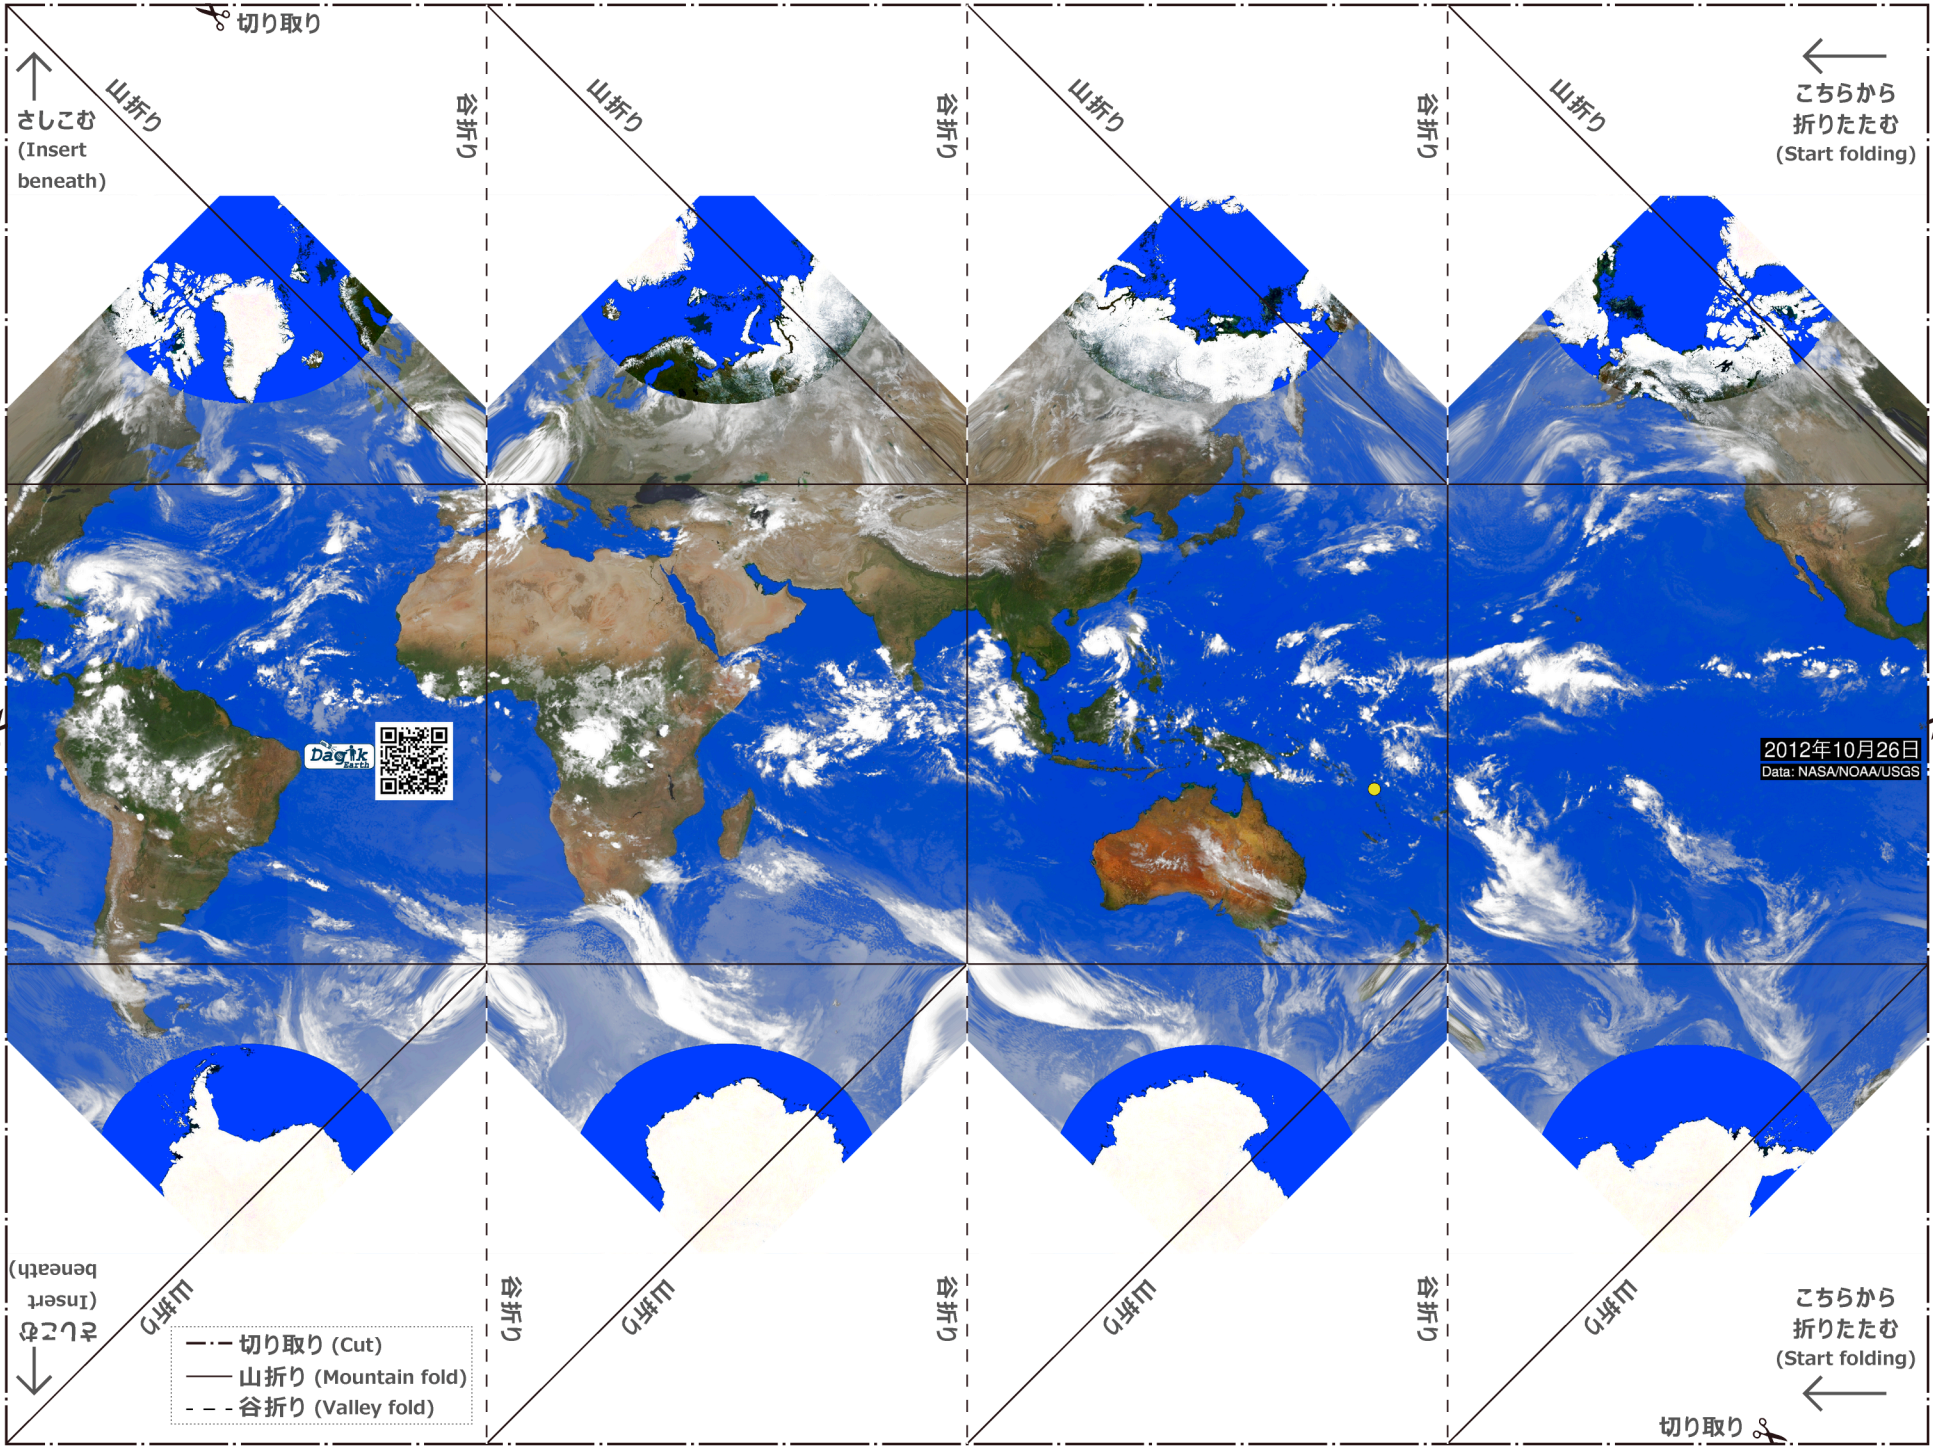 切り取り
山折り
谷折り
山折り
谷折り
山折り
谷折り
山折り
さしこむ
(Insert
beneath)
こちらから
折りたたむ
(Start folding)
Dagik
Earth
2012年10月26日
Data: NASA/NOAA/USGS
さしこむ
(Insert
beneath)
山折り
谷折り
山折り
谷折り
山折り
谷折り
山折り
こちらから
折りたたむ
(Start folding)
切り取り (Cut)
山折り (Mountain fold)
谷折り (Valley fold)
切り取り